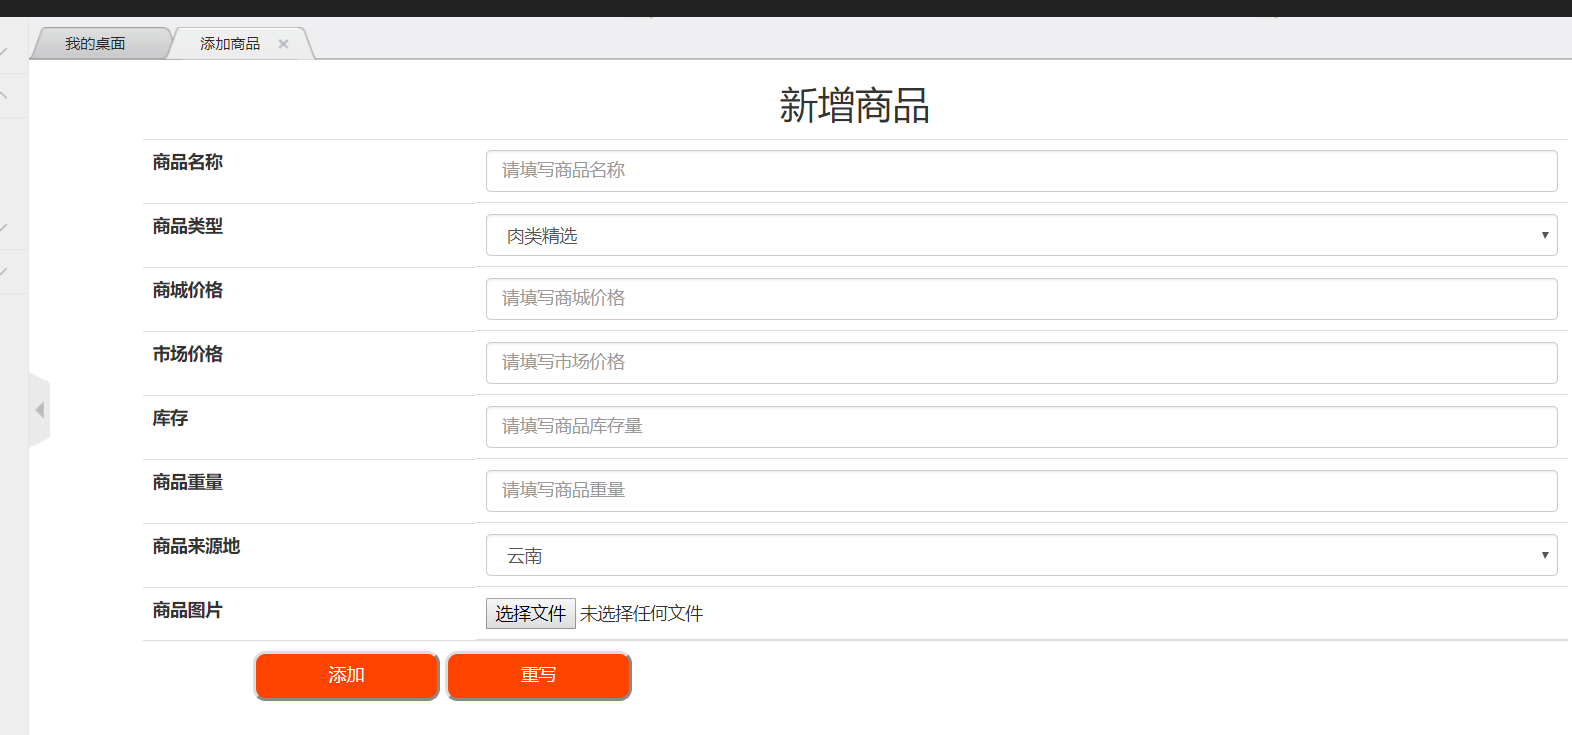 我的桌面 添加商品
新增商品
商品名称 请填写商品名称
商品类型 肉类精选
商城价格 请填写商城价格
市场价格 请填写市场价格
库存 请填写商品库存量
商品重量 请填写商品重量
商品来源地 云南
商品图片 选择文件 未选择任何文件
添加 重写